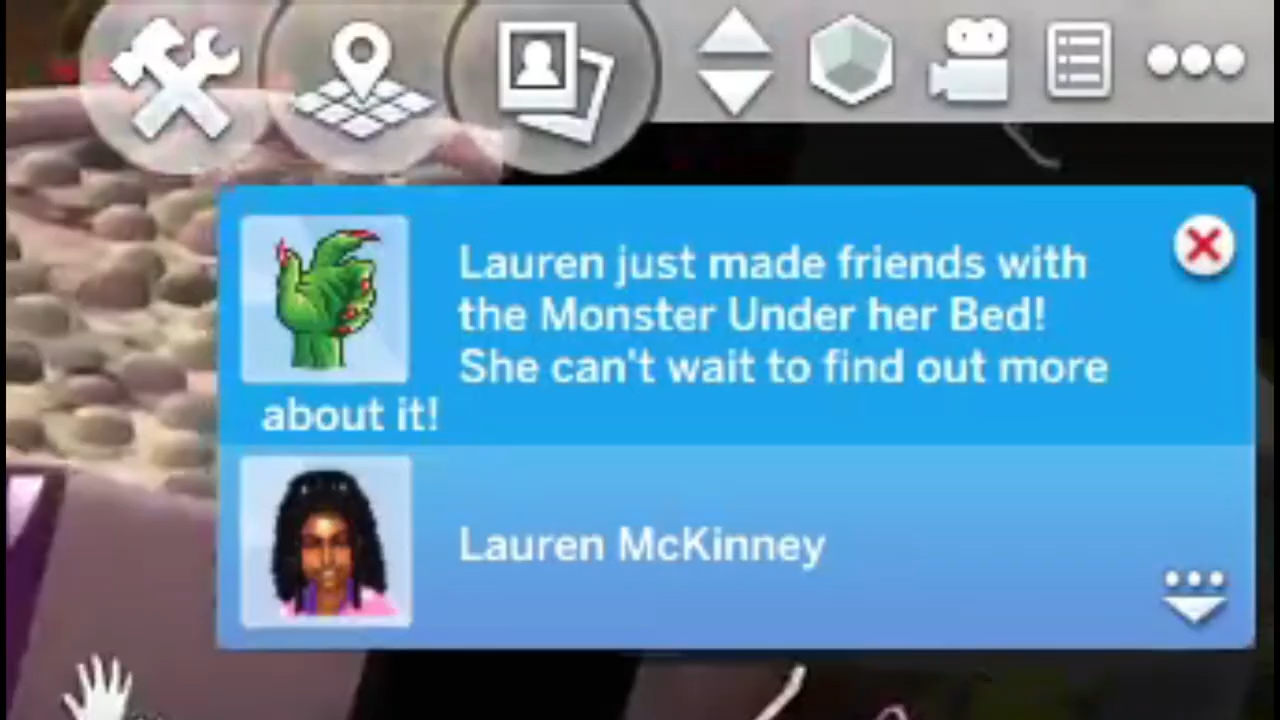 Lauren just made friends with
the Monster Under her Bed!
She can't wait to find out more
about it!
Lauren McKinney